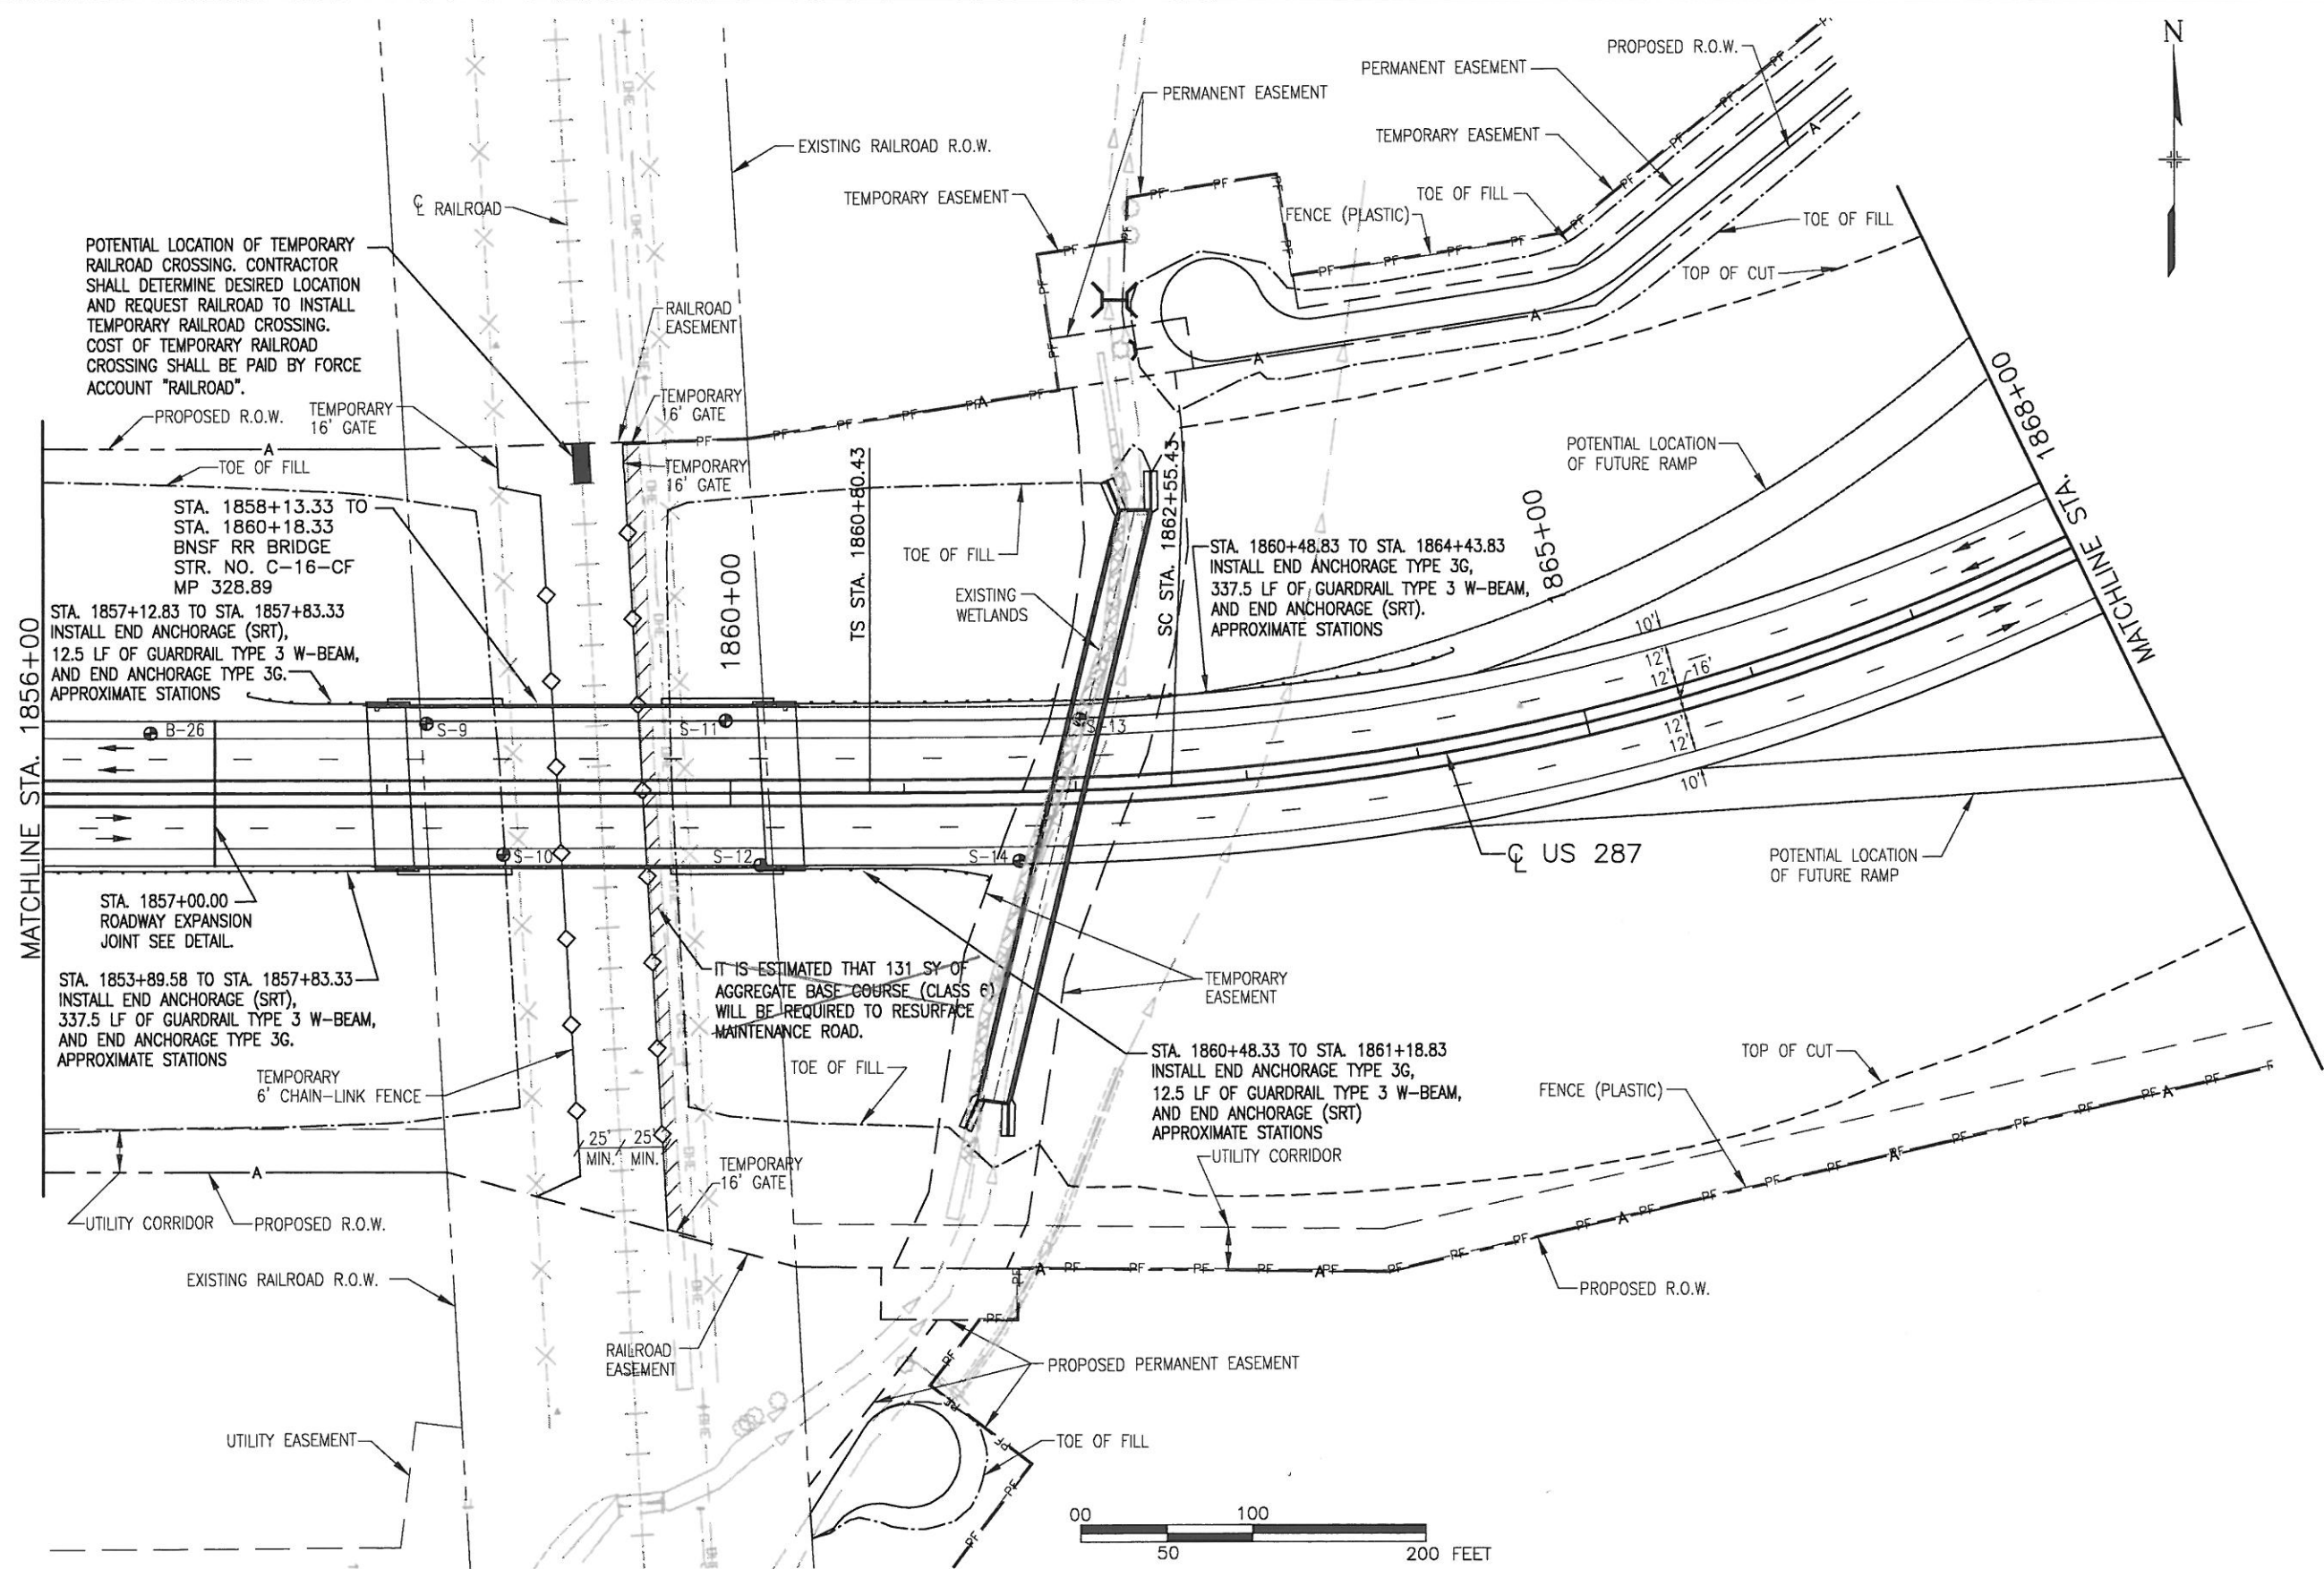 N
PROPOSED R.O.W.
PERMANENT EASEMENT
PERMANENT EASEMENT
TEMPORARY EASEMENT
EXISTING RAILROAD R.O.W.
TEMPORARY EASEMENT
TOE OF FILL
FENCE (PLASTIC)
TOE OF FILL
TOP OF CUT
℄ RAILROAD
POTENTIAL LOCATION OF TEMPORARY
RAILROAD CROSSING. CONTRACTOR
SHALL DETERMINE DESIRED LOCATION
AND REQUEST RAILROAD TO INSTALL
TEMPORARY RAILROAD CROSSING.
COST OF TEMPORARY RAILROAD
CROSSING SHALL BE PAID BY FORCE
ACCOUNT "RAILROAD".
RAILROAD
EASEMENT
TEMPORARY
16' GATE
PROPOSED R.O.W.
TEMPORARY
16' GATE
A
TOE OF FILL
TEMPORARY
16' GATE
STA. 1858+13.33 TO
STA. 1860+18.33
BNSF RR BRIDGE
STR. NO. C-16-CF
MP 328.89
STA. 1857+12.83 TO STA. 1857+83.33
INSTALL END ANCHORAGE (SRT),
12.5 LF OF GUARDRAIL TYPE 3 W-BEAM,
AND END ANCHORAGE TYPE 3G.
APPROXIMATE STATIONS
MATCHLINE STA. 1856+00
1860+00
TS STA. 1860+80.43
SC STA. 1862+55.43
TOE OF FILL
EXISTING
WETLANDS
STA. 1860+48.83 TO STA. 1864+43.83
INSTALL END ANCHORAGE TYPE 3G,
337.5 LF OF GUARDRAIL TYPE 3 W-BEAM,
AND END ANCHORAGE (SRT).
APPROXIMATE STATIONS
1865+00
POTENTIAL LOCATION
OF FUTURE RAMP
MATCHLINE STA. 1868+00
10'
12'
12'
16'
12'
12'
10'
B-26
S-9
S-11
S-13
S-10
S-12
S-14
℄ US 287
POTENTIAL LOCATION
OF FUTURE RAMP
STA. 1857+00.00
ROADWAY EXPANSION
JOINT SEE DETAIL.
STA. 1853+89.58 TO STA. 1857+83.33
INSTALL END ANCHORAGE (SRT),
337.5 LF OF GUARDRAIL TYPE 3 W-BEAM,
AND END ANCHORAGE TYPE 3G.
APPROXIMATE STATIONS
IT IS ESTIMATED THAT 131 SY OF
AGGREGATE BASE COURSE (CLASS 6)
WILL BE REQUIRED TO RESURFACE
MAINTENANCE ROAD.
TEMPORARY
EASEMENT
TEMPORARY
6' CHAIN-LINK FENCE
TOE OF FILL
STA. 1860+48.33 TO STA. 1861+18.83
INSTALL END ANCHORAGE TYPE 3G,
12.5 LF OF GUARDRAIL TYPE 3 W-BEAM,
AND END ANCHORAGE (SRT)
APPROXIMATE STATIONS
TOP OF CUT
FENCE (PLASTIC)
25' 25'
MIN. MIN.
TEMPORARY
16' GATE
UTILITY CORRIDOR
A
UTILITY CORRIDOR
PROPOSED R.O.W.
EXISTING RAILROAD R.O.W.
PROPOSED R.O.W.
RAILROAD
EASEMENT
PROPOSED PERMANENT EASEMENT
UTILITY EASEMENT
TOE OF FILL
00 100
50 200 FEET